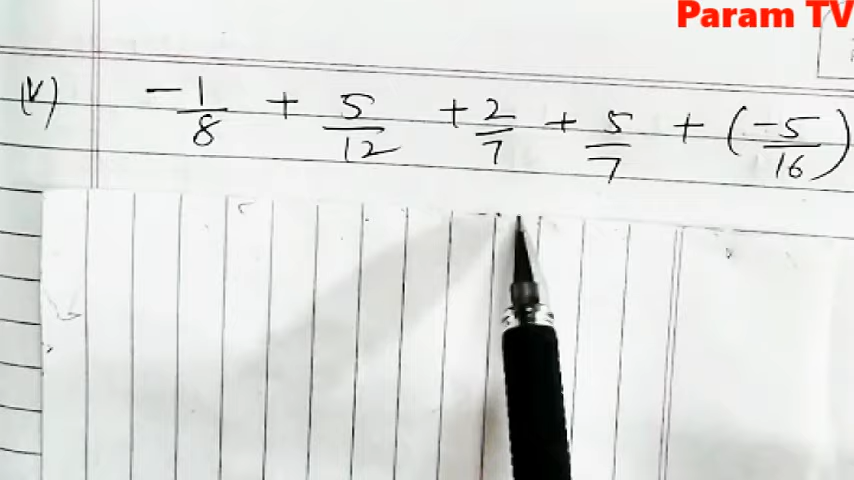 Param TV
(V) -1/8 + 5/12 + 2/7 + 5/7 + (-5/16)